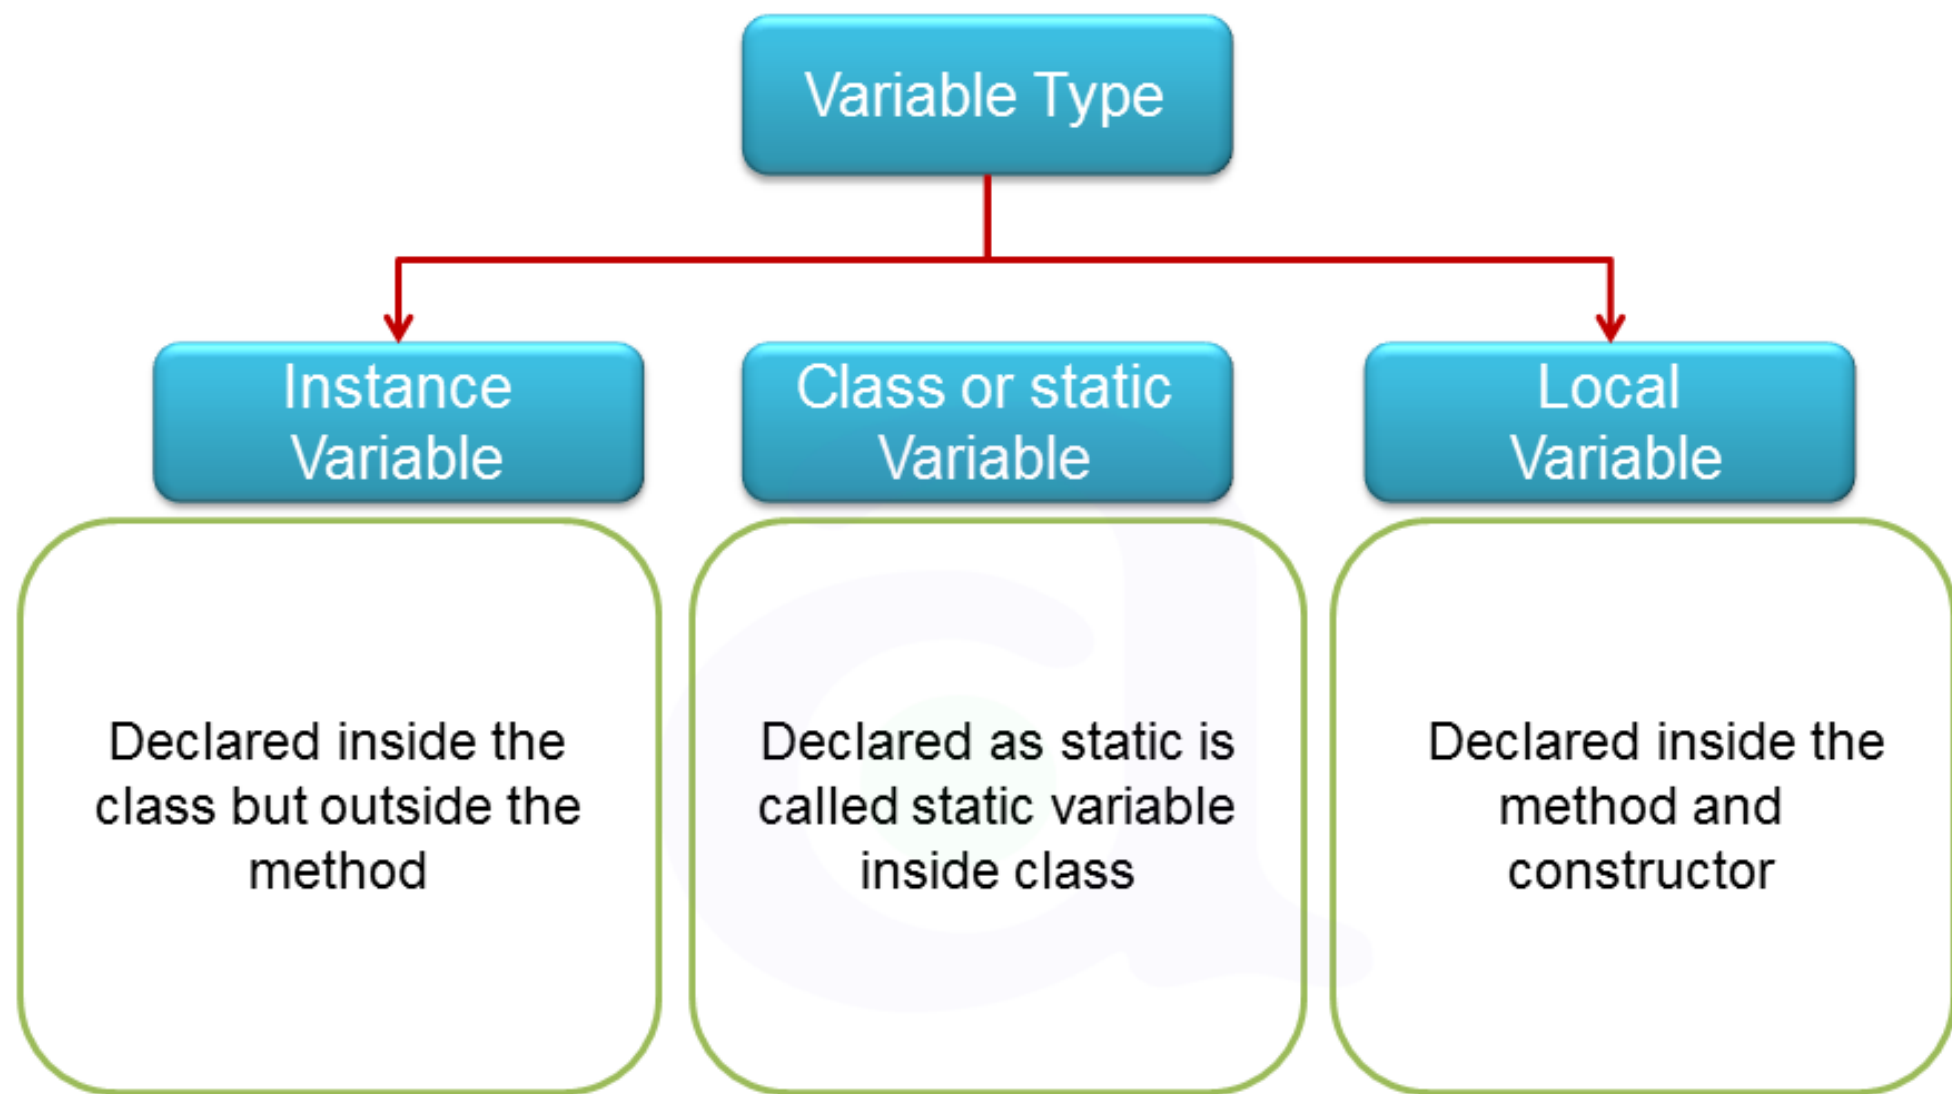 Variable Type
Instance
Variable
Class or static
Variable
Local
Variable
Declared inside the
class but outside the
method
Declared as static is
called static variable
inside class
Declared inside the
method and
constructor